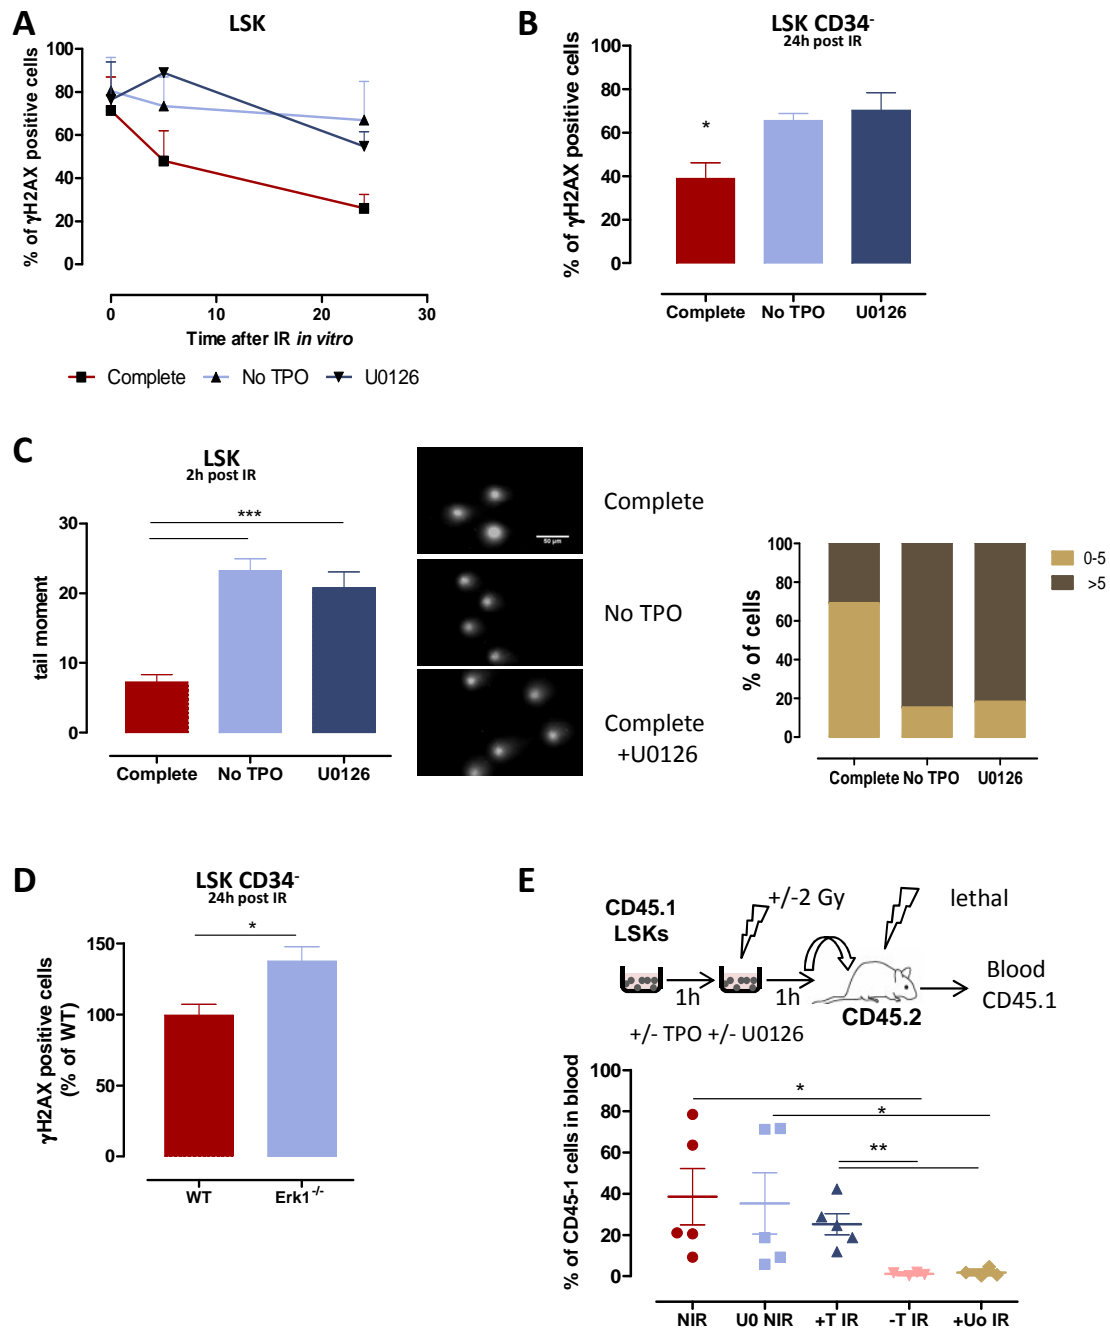 A
LSK
% of γH2AX positive cells
100
80
60
40
20
0
0 10 20 30
Time after IR in vitro
Complete No TPO U0126
B
LSK CD34-
24h post IR
% of γH2AX positive cells
100
80
60
40
20
0
*
Complete No TPO U0126
C
LSK
2h post IR
tail moment
30
20
10
0
***
Complete No TPO U0126
50 μm
Complete
No TPO
Complete
+U0126
% of cells
100
80
60
40
20
0
0-5
>5
Complete No TPO U0126
D
LSK CD34-
24h post IR
γH2AX positive cells
(% of WT)
150
100
50
0
*
WT Erk1-/-
E
+/-2 Gy
lethal
CD45.1
LSKs
1h 1h
CD45.2
Blood
CD45.1
+/- TPO +/- U0126
% of CD45-1 cells in blood
100
80
60
40
20
0
*
*
**
NIR U0 NIR +T IR -T IR +Uo IR